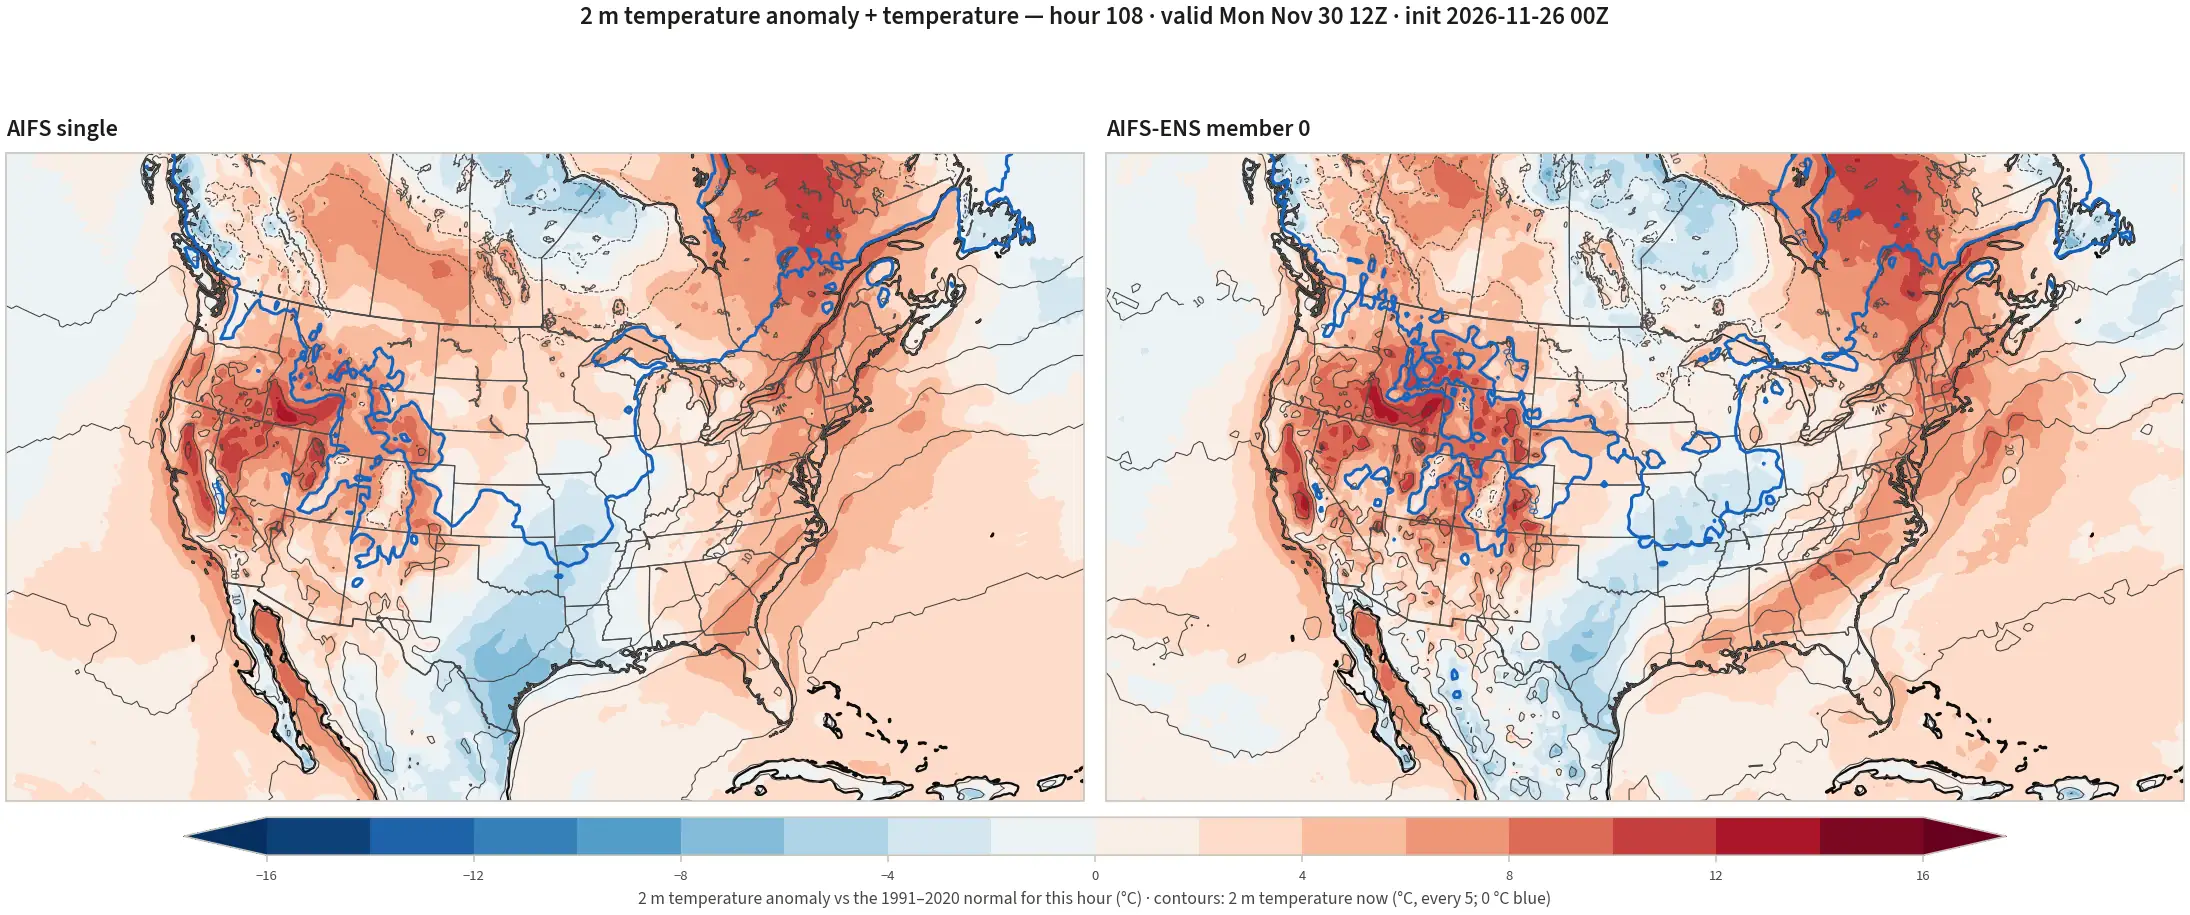 2 m temperature anomaly + temperature — hour 108 · valid Mon Nov 30 12Z · init 2026-11-26 00Z
AIFS single
AIFS-ENS member 0
−16 −12 −8 −4 0 4 8 12 16
2 m temperature anomaly vs the 1991–2020 normal for this hour (°C) · contours: 2 m temperature now (°C, every 5; 0 °C blue)